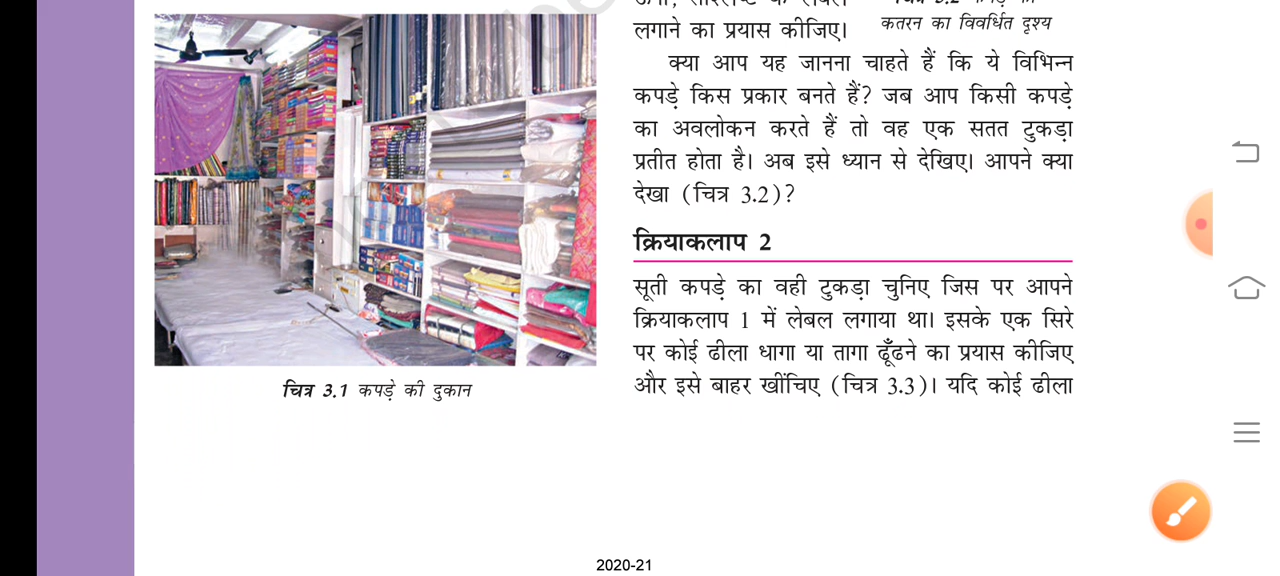 लगाने का प्रयास कीजिए।
कतरन का विवर्धित दृश्य
क्या आप यह जानना चाहते हैं कि ये विभिन्न
कपड़े किस प्रकार बनते हैं? जब आप किसी कपड़े
का अवलोकन करते हैं तो वह एक सतत टुकड़ा
प्रतीत होता है। अब इसे ध्यान से देखिए। आपने क्या
देखा (चित्र 3.2)?
क्रियाकलाप 2
सूती कपड़े का वही टुकड़ा चुनिए जिस पर आपने
क्रियाकलाप 1 में लेबल लगाया था। इसके एक सिरे
पर कोई ढीला धागा या तागा ढूँढने का प्रयास कीजिए
और इसे बाहर खींचिए (चित्र 3.3)। यदि कोई ढीला
चित्र 3.1 कपड़े की दुकान
2020-21